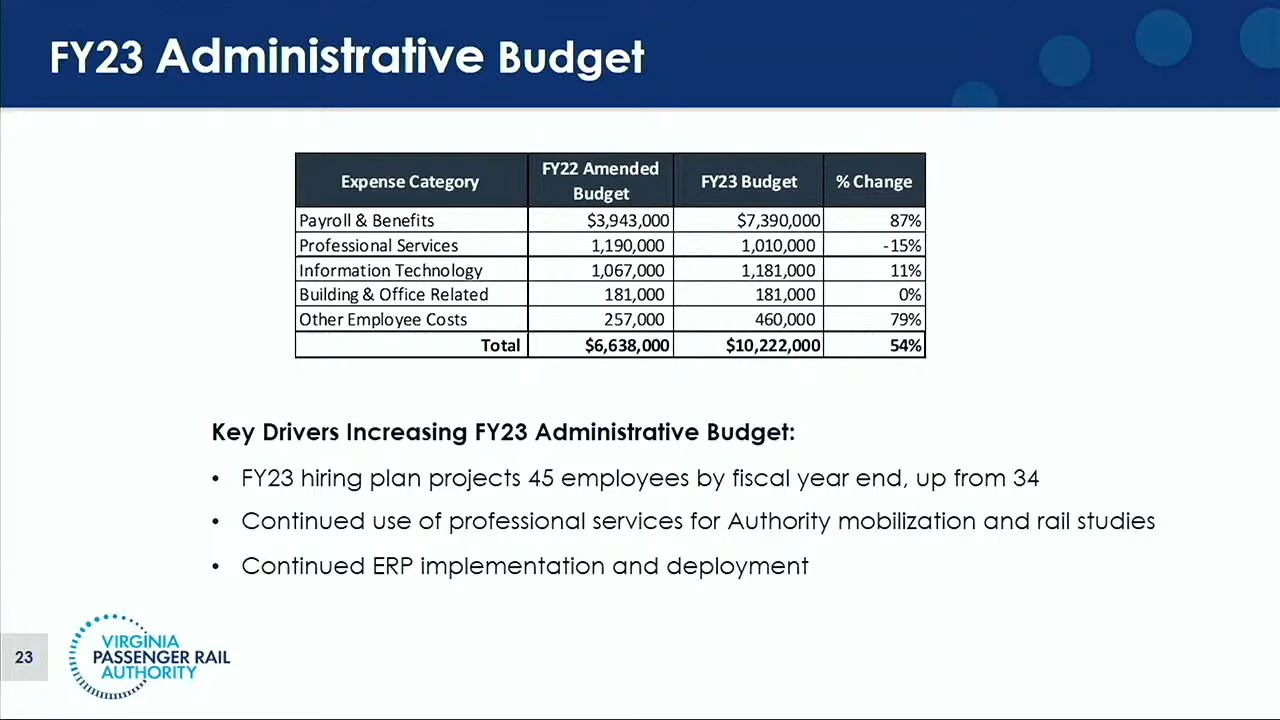 FY23 Administrative Budget
Expense Category FY22 Amended Budget FY23 Budget % Change
Payroll & Benefits $3,943,000 $7,390,000 87%
Professional Services 1,190,000 1,010,000 -15%
Information Technology 1,067,000 1,181,000 11%
Building & Office Related 181,000 181,000 0%
Other Employee Costs 257,000 460,000 79%
Total $6,638,000 $10,222,000 54%
Key Drivers Increasing FY23 Administrative Budget:
• FY23 hiring plan projects 45 employees by fiscal year end, up from 34
• Continued use of professional services for Authority mobilization and rail studies
• Continued ERP implementation and deployment
23
VIRGINIA
PASSENGER RAIL
AUTHORITY